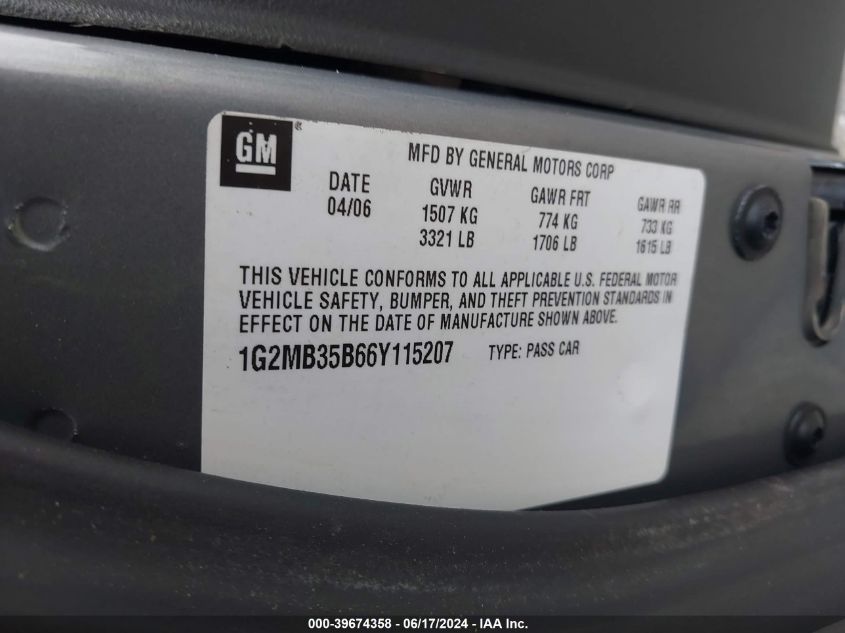 GM®
MFD BY GENERAL MOTORS CORP
DATE GVWR GAWR FRT GAWR RR
04/06 1507 KG 774 KG 733 KG
3321 LB 1706 LB 1615 LB
THIS VEHICLE CONFORMS TO ALL APPLICABLE U.S. FEDERAL MOTOR
VEHICLE SAFETY, BUMPER, AND THEFT PREVENTION STANDARDS IN
EFFECT ON THE DATE OF MANUFACTURE SHOWN ABOVE.
1G2MB35B66Y115207 TYPE: PASS CAR
000-39674358 - 06/17/2024 - IAA Inc.